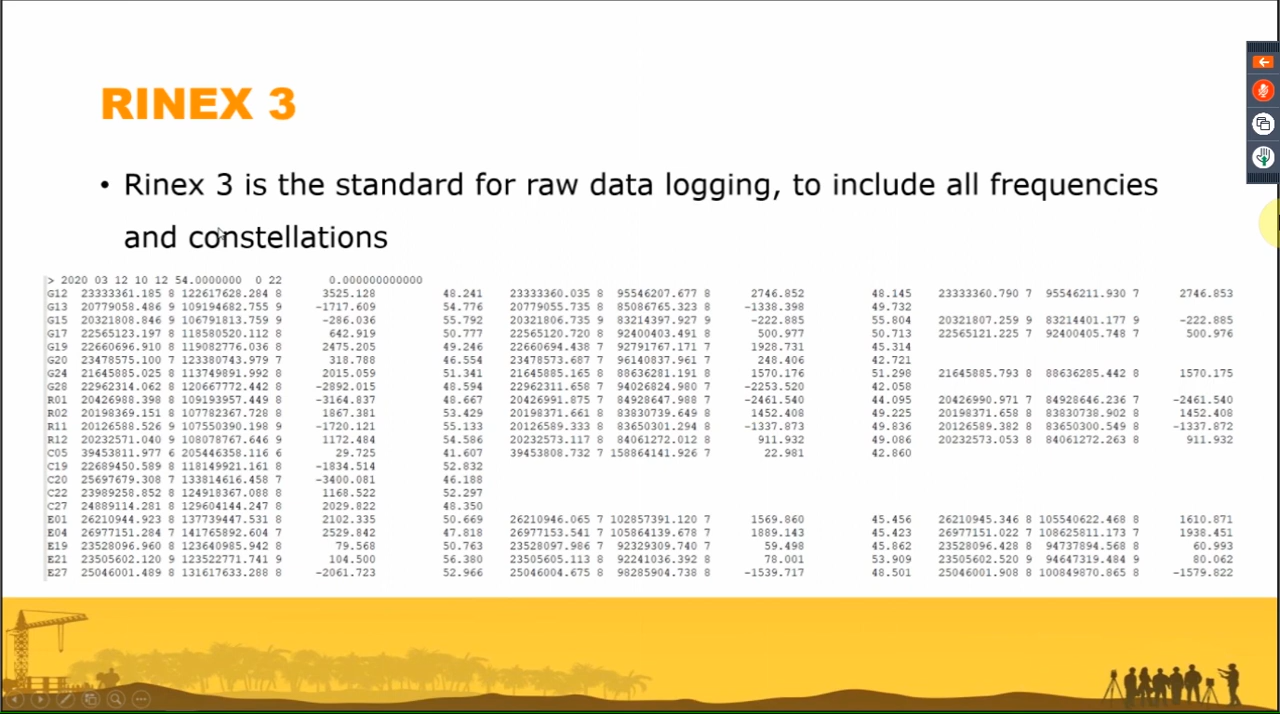 RINEX 3
• Rinex 3 is the standard for raw data logging, to include all frequencies
and constellations
> 2020 03 12 10 12 54.0000000 0 22 0.000000000000
G12 23333361.185 8 122617628.284 8 3525.128 48.241 23333360.035 8 95546207.677 8 2746.852 48.145 23333360.790 7 95546211.930 7 2746.853
G13 20779058.486 9 109194682.755 9 -1717.609 54.776 20779055.735 8 85086765.323 8 -1338.398 49.732
G15 20321808.846 9 106791813.759 9 -286.036 55.792 20321806.735 9 83214397.927 9 -222.885 55.804 20321807.259 9 83214401.177 9 -222.885
G17 22565123.197 8 118580520.112 8 642.919 50.777 22565120.720 8 92400403.491 8 500.977 50.713 22565121.225 7 92400405.748 7 500.976
G19 22660696.910 8 119082776.036 8 2475.205 49.246 22660694.438 7 92791767.171 7 1928.731 45.314
G20 23478575.100 7 123380743.979 7 318.788 46.554 23478573.687 7 96140837.961 7 248.406 42.721
G24 21645885.025 8 113749891.992 8 2015.059 51.341 21645885.165 8 88636281.191 8 1570.176 51.298 21645885.793 8 88636285.442 8 1570.175
G28 22962314.062 8 120667772.442 8 -2892.015 48.594 22962311.658 7 94026824.980 7 -2253.520 42.058
R01 20426988.398 8 109193957.449 8 -3164.837 48.667 20426991.875 7 84928647.988 7 -2461.540 44.095 20426990.971 7 84928646.236 7 -2461.540
R02 20198369.151 8 107782367.728 8 1867.381 53.429 20198371.661 8 83830739.649 8 1452.408 49.225 20198371.658 8 83830738.902 8 1452.408
R11 20126588.526 9 107550390.198 9 -1720.121 55.133 20126589.333 8 83650301.294 8 -1337.873 49.836 20126589.382 8 83650300.549 8 -1337.872
R12 20232571.040 9 108078767.646 9 1172.484 54.586 20232573.117 8 84061272.012 8 911.932 49.086 20232573.053 8 84061272.263 8 911.932
C05 39453811.977 6 205446358.116 6 29.725 41.607 39453808.732 7 158864141.926 7 22.981 42.860
C19 22689450.589 8 118149921.161 8 -1834.514 52.832
C20 25697679.308 7 133814616.458 7 -3400.081 46.188
C22 23989258.852 8 124918367.088 8 1168.522 52.297
C27 24889114.281 8 129604144.247 8 2029.822 48.350
E01 26210944.923 8 137739447.531 8 2102.335 50.669 26210946.065 7 102857391.120 7 1569.860 45.456 26210945.346 8 105540622.468 8 1610.871
E04 26977151.284 7 141765892.604 7 2529.842 47.818 26977153.541 7 105864139.678 7 1889.143 45.423 26977151.022 7 108625811.173 7 1938.451
E19 23528096.960 8 123640985.942 8 79.568 50.763 23528097.986 7 92329309.740 7 59.498 45.862 23528096.428 8 94737894.568 8 60.993
E21 23505602.120 9 123522771.741 9 104.500 56.380 23505605.113 8 92241036.392 8 78.001 53.909 23505602.520 9 94647319.484 9 80.062
E27 25046001.489 8 131617633.288 8 -2061.723 52.966 25046004.675 8 98285904.738 8 -1539.717 48.501 25046001.908 8 100849870.865 8 -1579.822